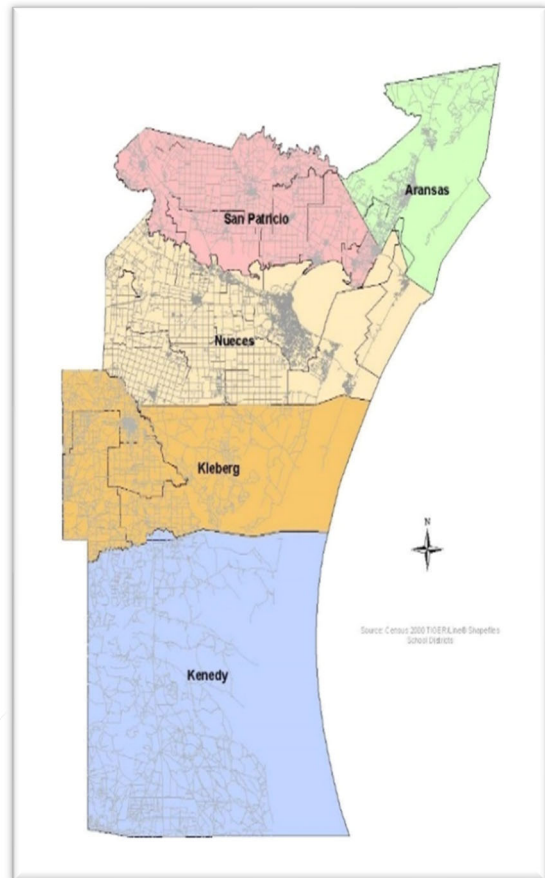 Aransas
San Patricio
Nueces
Kleberg
N
Source: Census 2000 TIGER/Line® Shapefiles
School Districts
Kenedy